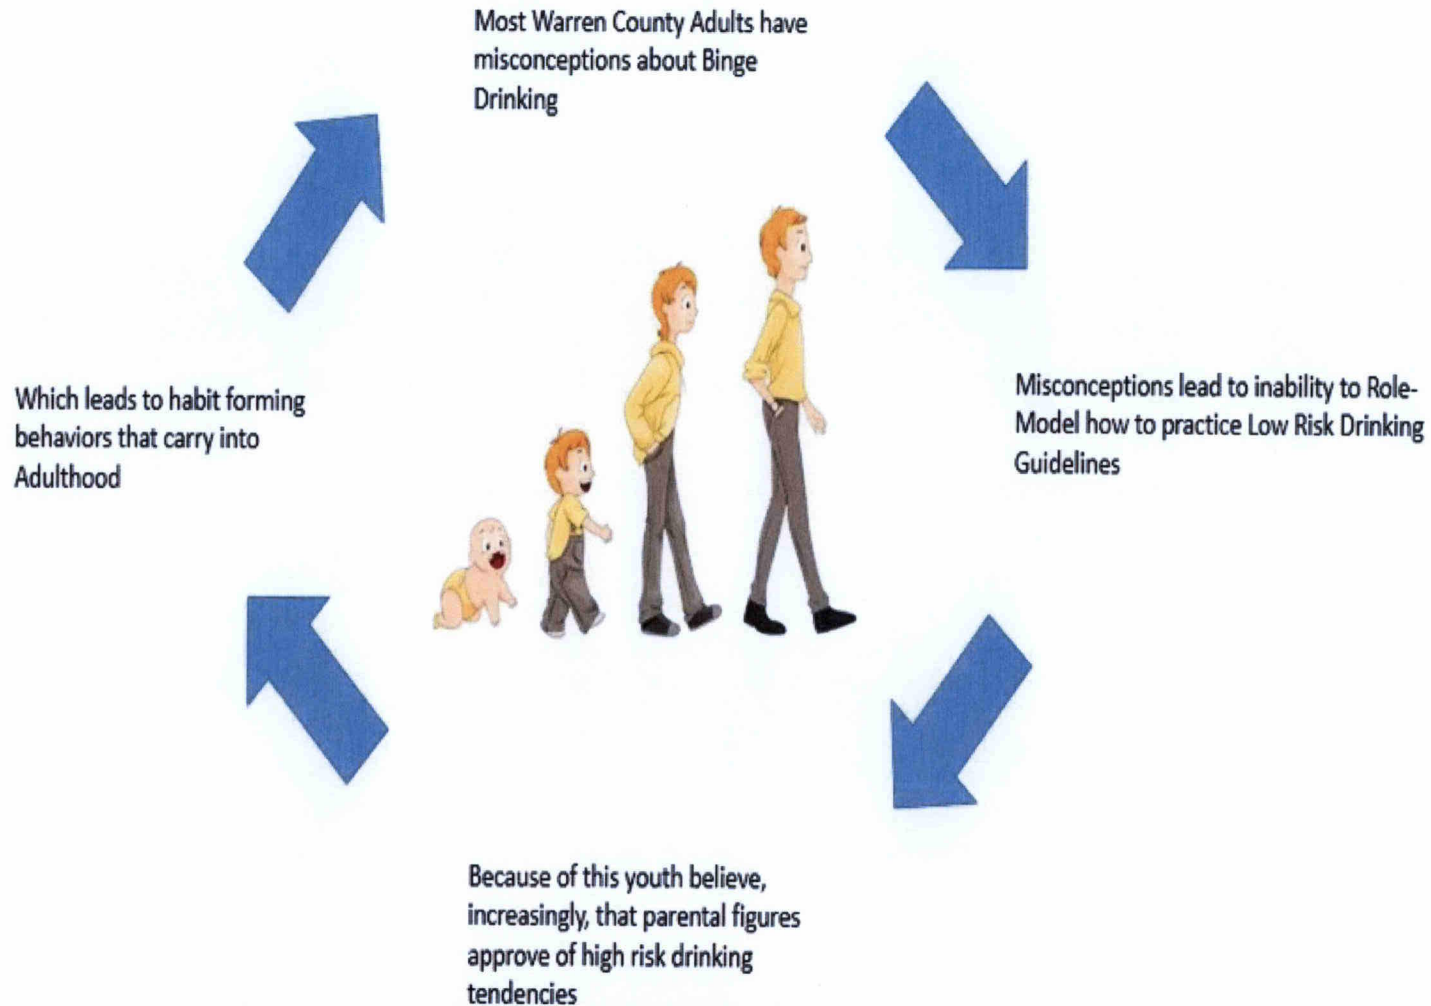 Most Warren County Adults have
misconceptions about Binge
Drinking
Misconceptions lead to inability to Role-
Model how to practice Low Risk Drinking
Guidelines
Because of this youth believe,
increasingly, that parental figures
approve of high risk drinking
tendencies
Which leads to habit forming
behaviors that carry into
Adulthood